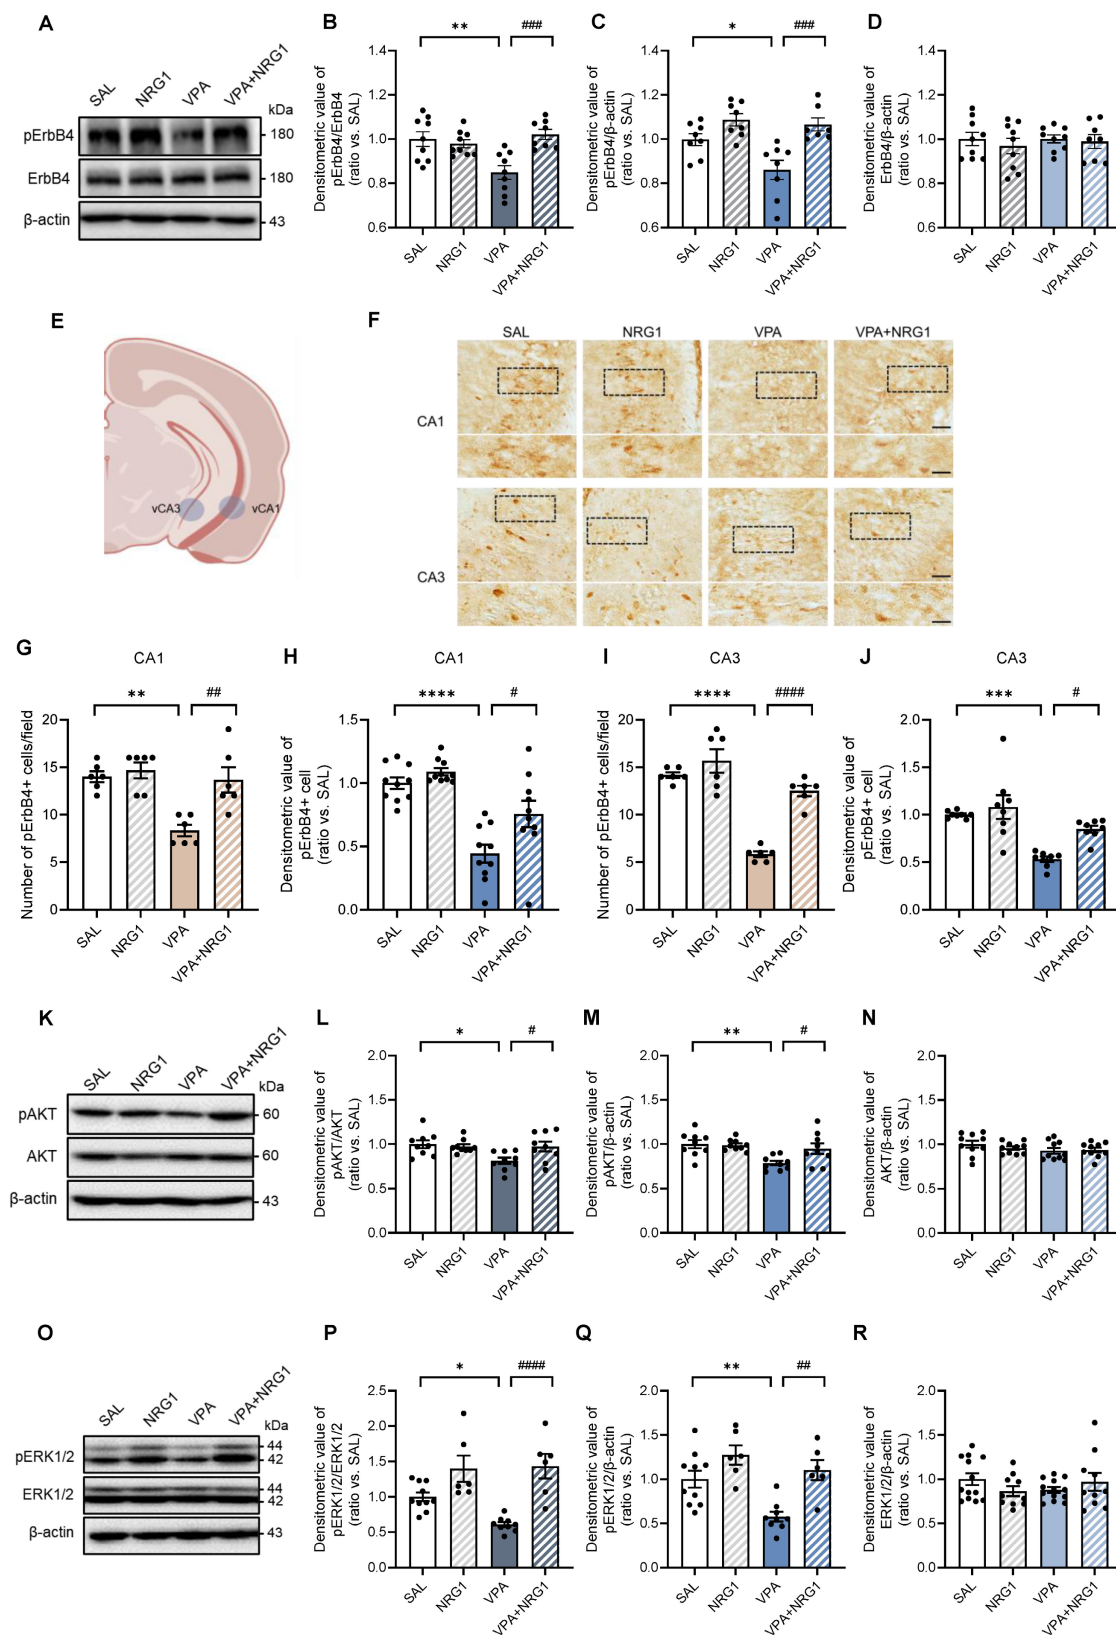 A
SAL NRG1 VPA VPA+NRG1
kDa
pErbB4 180
ErbB4 180
β-actin 43
B
** ###
Densitometric value of
pErbB4/ErbB4
(ratio vs. SAL)
1.4
1.2
1.0
0.8
0.6
SAL NRG1 VPA VPA+NRG1
C
* ###
Densitometric value of
pErbB4/β-actin
(ratio vs. SAL)
1.4
1.2
1.0
0.8
0.6
SAL NRG1 VPA VPA+NRG1
D
Densitometric value of
ErbB4/β-actin
(ratio vs. SAL)
1.4
1.2
1.0
0.8
0.6
SAL NRG1 VPA VPA+NRG1
E
vCA3 vCA1
F
SAL NRG1 VPA VPA+NRG1
CA1
CA3
G
CA1
** ##
Number of pErbB4+ cells/field
20
15
10
5
0
SAL NRG1 VPA VPA+NRG1
H
CA1
**** #
Densitometric value of
pErbB4+ cell
(ratio vs. SAL)
1.5
1.0
0.5
0.0
SAL NRG1 VPA VPA+NRG1
I
CA3
**** ####
Number of pErbB4+ cells/field
20
15
10
5
0
SAL NRG1 VPA VPA+NRG1
J
CA3
*** #
Densitometric value of
pErbB4+ cell
(ratio vs. SAL)
2.0
1.5
1.0
0.5
0.0
SAL NRG1 VPA VPA+NRG1
K
SAL NRG1 VPA VPA+NRG1
kDa
pAKT 60
AKT 60
β-actin 43
L
* #
Densitometric value of
pAKT/AKT
(ratio vs. SAL)
2.0
1.5
1.0
0.5
0.0
SAL NRG1 VPA VPA+NRG1
M
** #
Densitometric value of
pAKT/β-actin
(ratio vs. SAL)
2.0
1.5
1.0
0.5
0.0
SAL NRG1 VPA VPA+NRG1
N
Densitometric value of
AKT/β-actin
(ratio vs. SAL)
2.0
1.5
1.0
0.5
0.0
SAL NRG1 VPA VPA+NRG1
O
SAL NRG1 VPA VPA+NRG1
kDa
pERK1/2 44
42
ERK1/2 44
42
β-actin 43
P
* ####
Densitometric value of
pERK1/2/ERK1/2
(ratio vs. SAL)
2.5
2.0
1.5
1.0
0.5
0.0
SAL NRG1 VPA VPA+NRG1
Q
** ##
Densitometric value of
pERK1/2/β-actin
(ratio vs. SAL)
2.0
1.5
1.0
0.5
0.0
SAL NRG1 VPA VPA+NRG1
R
Densitometric value of
ERK1/2/β-actin
(ratio vs. SAL)
2.0
1.5
1.0
0.5
0.0
SAL NRG1 VPA VPA+NRG1